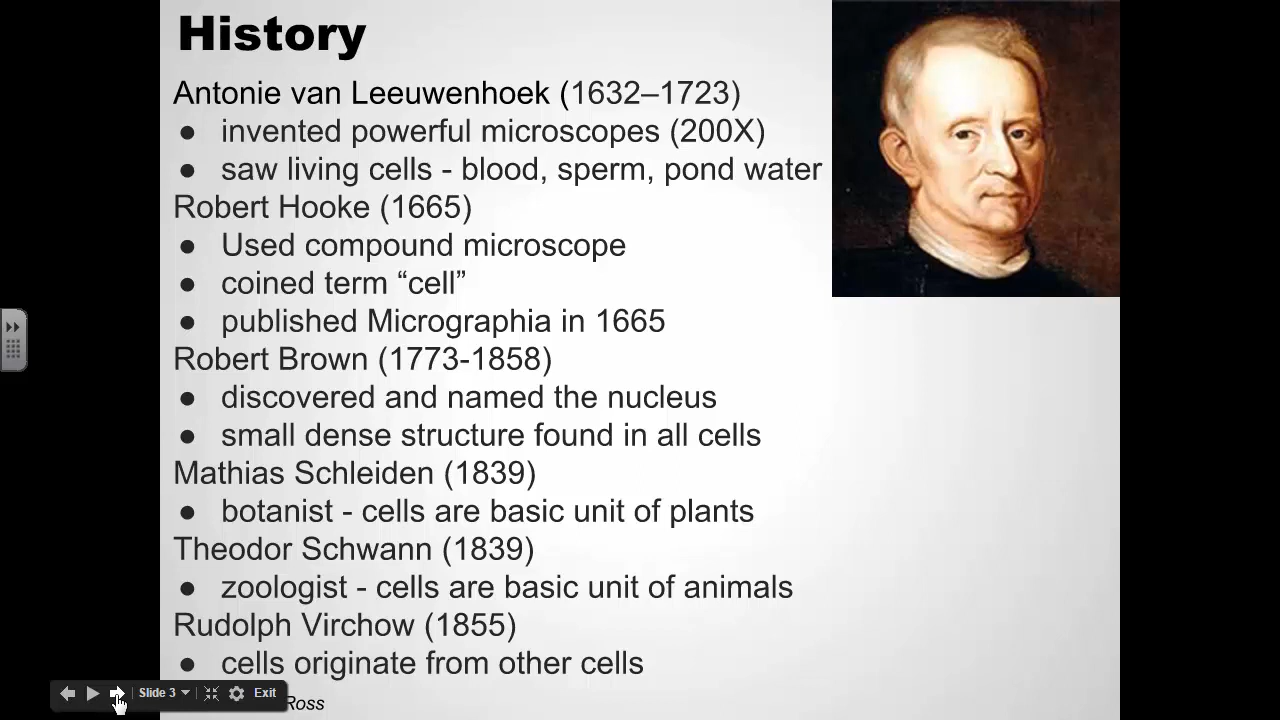 History
Antonie van Leeuwenhoek (1632–1723)
● invented powerful microscopes (200X)
● saw living cells - blood, sperm, pond water
Robert Hooke (1665)
● Used compound microscope
● coined term “cell”
● published Micrographia in 1665
Robert Brown (1773-1858)
● discovered and named the nucleus
● small dense structure found in all cells
Mathias Schleiden (1839)
● botanist - cells are basic unit of plants
Theodor Schwann (1839)
● zoologist - cells are basic unit of animals
Rudolph Virchow (1855)
● cells originate from other cells
Slide 3 Exit
Ross